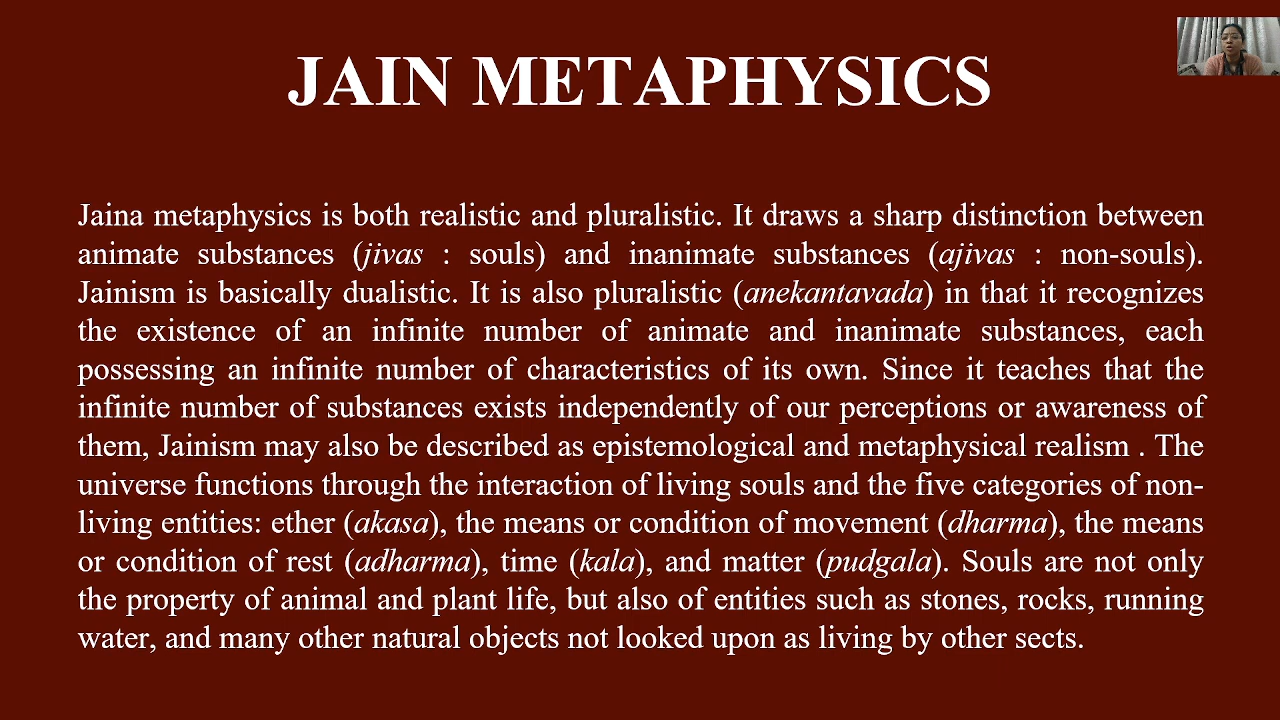 JAIN METAPHYSICS
Jaina metaphysics is both realistic and pluralistic. It draws a sharp distinction between
animate substances (jivas : souls) and inanimate substances (ajivas : non-souls).
Jainism is basically dualistic. It is also pluralistic (anekantavada) in that it recognizes
the existence of an infinite number of animate and inanimate substances, each
possessing an infinite number of characteristics of its own. Since it teaches that the
infinite number of substances exists independently of our perceptions or awareness of
them, Jainism may also be described as epistemological and metaphysical realism . The
universe functions through the interaction of living souls and the five categories of non-
living entities: ether (akasa), the means or condition of movement (dharma), the means
or condition of rest (adharma), time (kala), and matter (pudgala). Souls are not only
the property of animal and plant life, but also of entities such as stones, rocks, running
water, and many other natural objects not looked upon as living by other sects.